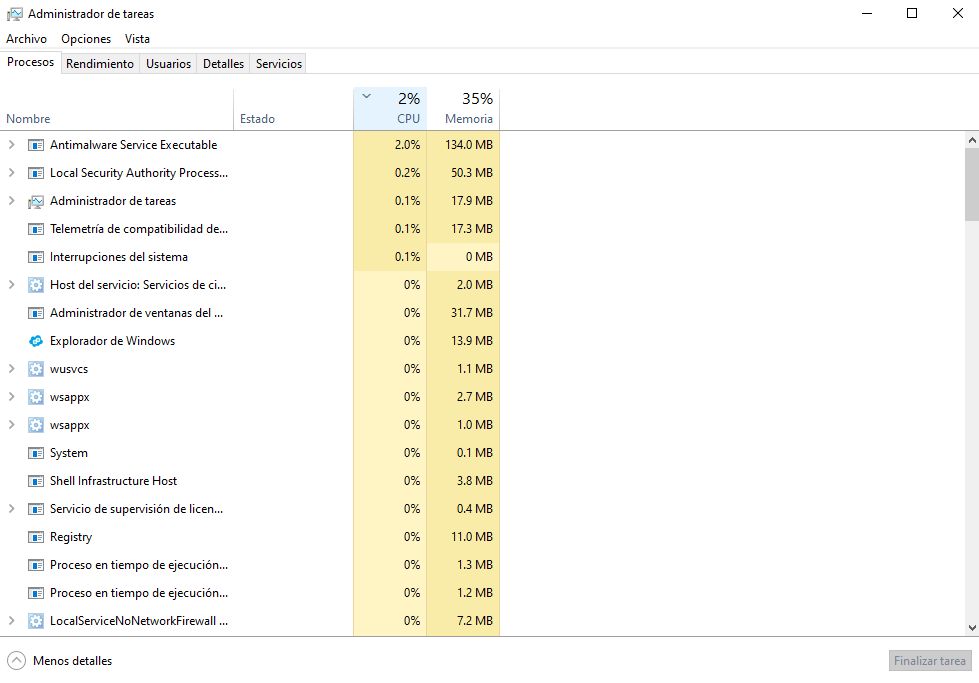 Administrador de tareas
Archivo Opciones Vista
Procesos Rendimiento Usuarios Detalles Servicios
2% 35%
Nombre Estado CPU Memoria
Antimalware Service Executable 2.0% 134.0 MB
Local Security Authority Process... 0.2% 50.3 MB
Administrador de tareas 0.1% 17.9 MB
Telemetría de compatibilidad de... 0.1% 17.3 MB
Interrupciones del sistema 0.1% 0 MB
Host del servicio: Servicios de ci... 0% 2.0 MB
Administrador de ventanas del ... 0% 31.7 MB
Explorador de Windows 0% 13.9 MB
wusvcs 0% 1.1 MB
wsappx 0% 2.7 MB
wsappx 0% 1.0 MB
System 0% 0.1 MB
Shell Infrastructure Host 0% 3.8 MB
Servicio de supervisión de licen... 0% 0.4 MB
Registry 0% 11.0 MB
Proceso en tiempo de ejecución... 0% 1.3 MB
Proceso en tiempo de ejecución... 0% 1.2 MB
LocalServiceNoNetworkFirewall ... 0% 7.2 MB
Menos detalles Finalizar tarea